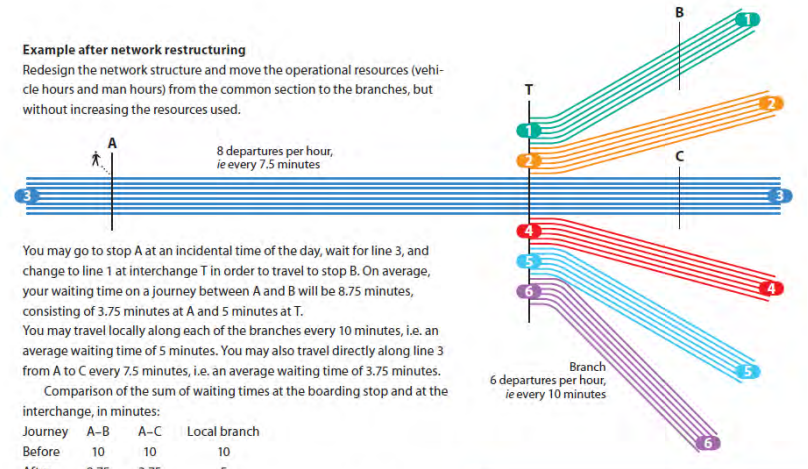 Example after network restructuring
Redesign the network structure and move the operational resources (vehi-
cle hours and man hours) from the common section to the branches, but
without increasing the resources used.
A
8 departures per hour,
ie every 7.5 minutes
3
You may go to stop A at an incidental time of the day, wait for line 3, and
change to line 1 at interchange T in order to travel to stop B. On average,
your waiting time on a journey between A and B will be 8.75 minutes,
consisting of 3.75 minutes at A and 5 minutes at T.
You may travel locally along each of the branches every 10 minutes, i.e. an
average waiting time of 5 minutes. You may also travel directly along line 3
from A to C every 7.5 minutes, i.e. an average waiting time of 3.75 minutes.
Comparison of the sum of waiting times at the boarding stop and at the
interchange, in minutes:
Journey A–B A–C Local branch
Before 10 10 10
B
1
T
2
1
2
C
3
4
5
4
6
5
Branch
6 departures per hour,
ie every 10 minutes
6